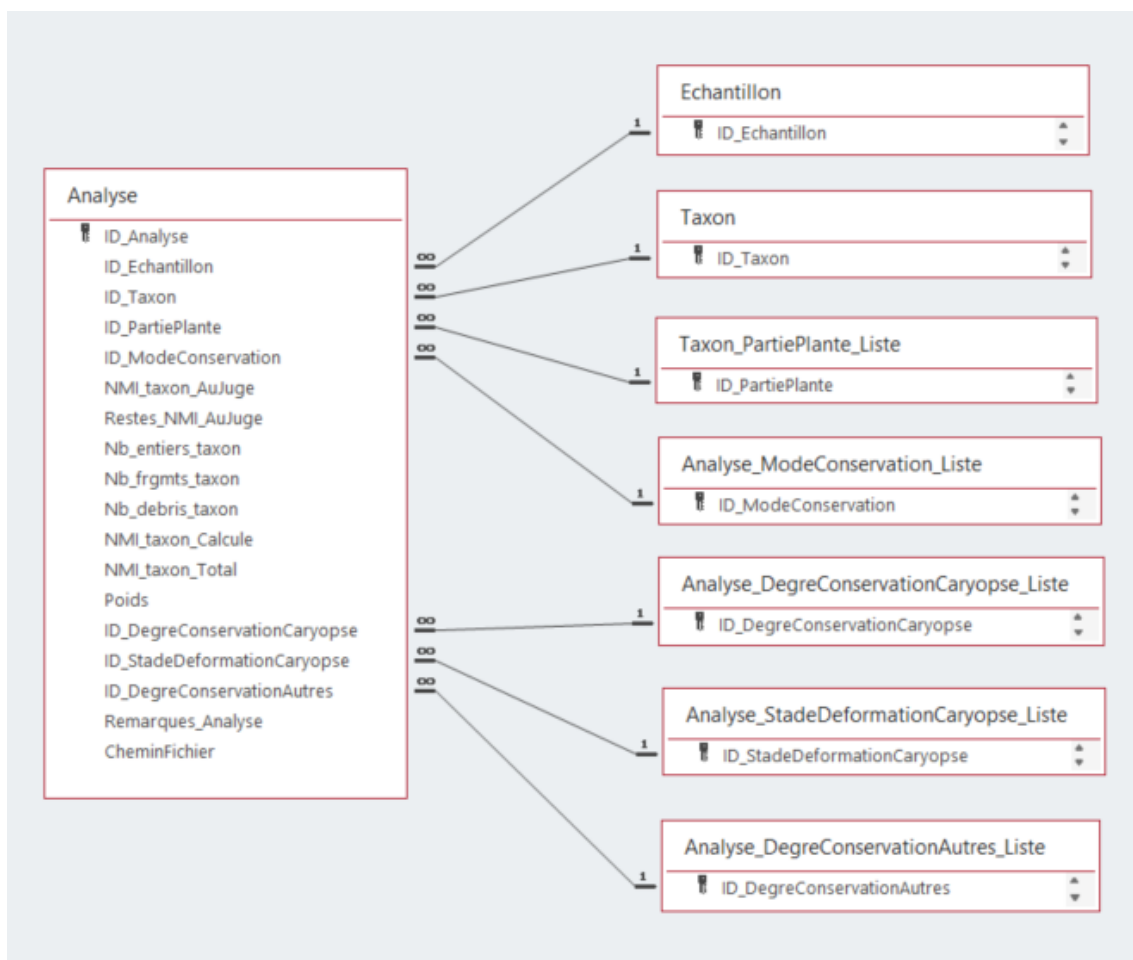 Analyse
ID_Analyse
ID_Echantillon
ID_Taxon
ID_PartiePlante
ID_ModeConservation
NMI_taxon_AuJuge
Restes_NMI_AuJuge
Nb_entiers_taxon
Nb_frgmts_taxon
Nb_debris_taxon
NMI_taxon_Calcule
NMI_taxon_Total
Poids
ID_DegreConservationCaryopse
ID_StadeDeformationCaryopse
ID_DegreConservationAutres
Remarques_Analyse
CheminFichier
∞
∞
∞
∞
∞
∞
∞
1
Echantillon
ID_Echantillon
1
Taxon
ID_Taxon
1
Taxon_PartiePlante_Liste
ID_PartiePlante
1
Analyse_ModeConservation_Liste
ID_ModeConservation
1
Analyse_DegreConservationCaryopse_Liste
ID_DegreConservationCaryopse
1
Analyse_StadeDeformationCaryopse_Liste
ID_StadeDeformationCaryopse
1
Analyse_DegreConservationAutres_Liste
ID_DegreConservationAutres